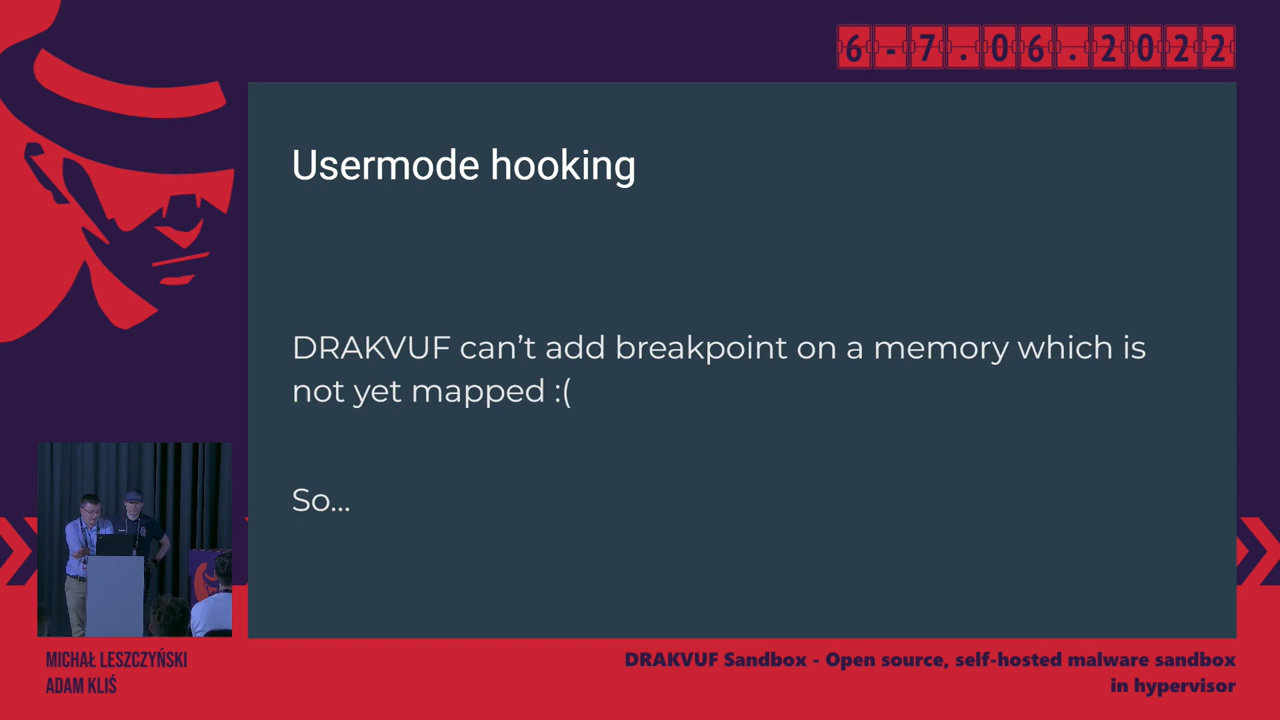 6-7.06.2022
Usermode hooking
DRAKVUF can’t add breakpoint on a memory which is
not yet mapped :(
So...
MICHAŁ LESZCZYŃSKI
ADAM KLIŚ
DRAKVUF Sandbox - Open source, self-hosted malware sandbox
in hypervisor